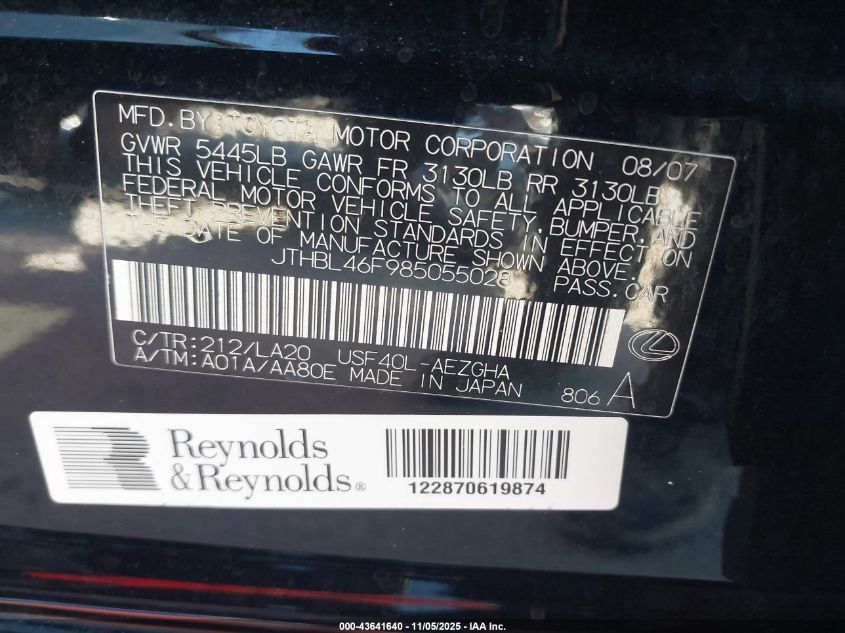 MFD.BY:TOYOTA MOTOR CORPORATION 08/07
GVWR 5445LB GAWR FR 3130LB RR 3130LB
THIS VEHICLE CONFORMS TO ALL APPLICABLE
FEDERAL MOTOR VEHICLE SAFETY,BUMPER,AND
THEFT PREVENTION STANDARDS IN EFFECT ON
THE DATE OF MANUFACTURE SHOWN ABOVE.
JTHBL46F985055028 PASS.CAR
C/TR:212/LA20 USF40L-AEZGHA
A/TM:A01A/AA80E MADE IN JAPAN 806 A
Reynolds
&Reynolds®
122870619874
000-43641640 - 11/05/2025 - IAA Inc.